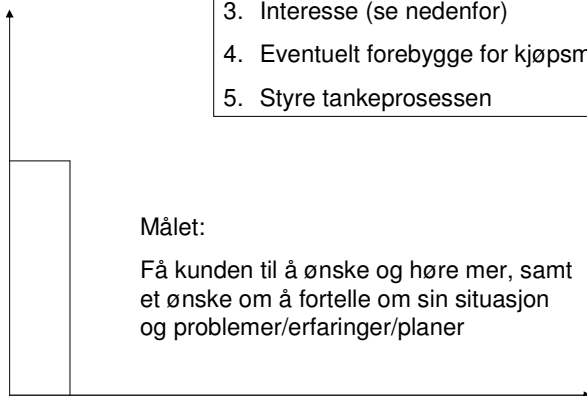 3. Interesse (se nedenfor)
4. Eventuelt forebygge for
5. Styre tankeprosessen
Målet:
Få kunden til å ønske og høre mer, samt
et ønske om å fortelle om sin situasjon
og problemer/erfaringer/planer